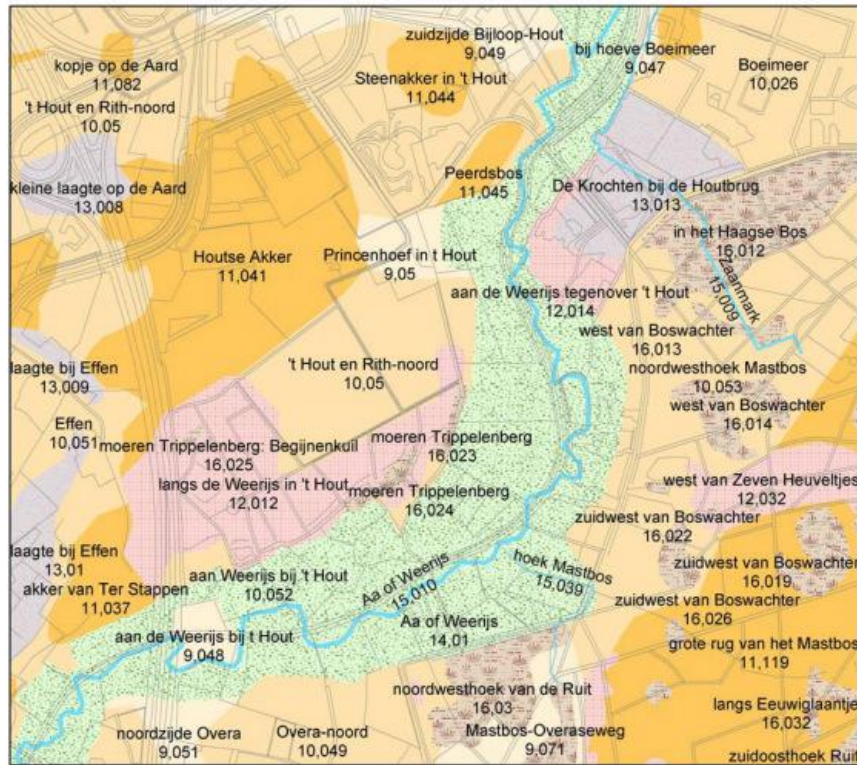 zuidzijde Bijloop-Hout
9,049
bij hoeve Boeimeer
9,047
Boeimeer
10,026
kopje op de Aard
11,082
Steenakker in 't Hout
11,044
't Hout en Rith-noord
10,05
Peerdsbos
11,045
De Krochten bij de Houtbrug
13,013
kleine laagte op de Aard
13,008
in het Haagse Bos
16,012
Zaanmark
15,009
Houtse Akker
11,041
Princenhoef in t Hout
9,05
aan de Weerijs tegenover 't Hout
12,014
west van Boswachter
16,013
laagte bij Effen
13,009
't Hout en Rith-noord
10,05
noordwesthoek Mastbos
10,053
west van Boswachter
16,014
Effen
10,051
moeren Trippelenberg: Begijnenkuil
16,025
moeren Trippelenberg
16,023
langs de Weerijs in 't Hout
12,012
moeren Trippelenberg
16,024
west van Zeven Heuveltjes
12,032
zuidwest van Boswachter
16,022
laagte bij Effen
13,01
zuidwest van Boswachter
16,019
akker van Ter Stappen
11,037
aan Weerijs bij 't Hout
10,052
Aa of Weerijs
15,010
hoek Mastbos
15,039
zuidwest van Boswachter
16,026
aan de Weerijs bij t Hout
9,048
Aa of Weerijs
14,01
grote rug van het Mastbos
11,119
noordwesthoek van de Ruit
16,03
langs Eeuwiglaantje
16,032
noordzijde Overa
9,051
Overa-noord
10,049
Mastbos-Overaseweg
9,071
zuidoosthoek Ruit